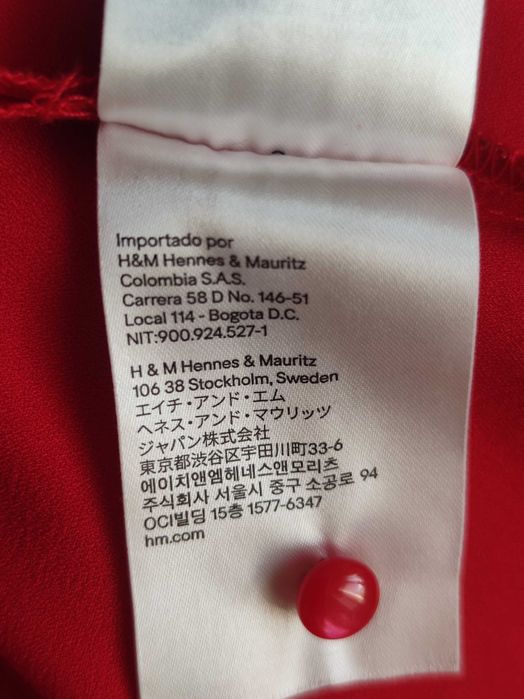 Importado por
H&M Hennes & Mauritz
Colombia S.A.S.
Carrera 58 D No. 146-51
Local 114 - Bogota D.C.
NIT:900.924.527-1
H & M Hennes & Mauritz
106 38 Stockholm, Sweden
エイチ・アンド・エム
ヘネス・アンド・マウリッツ
ジャパン株式会社
東京都渋谷区宇田川町33-6
에이치앤엠헤네스앤모리츠
주식회사 서울시 중구 소공로 94
OCI빌딩 15층 1577-6347
hm.com